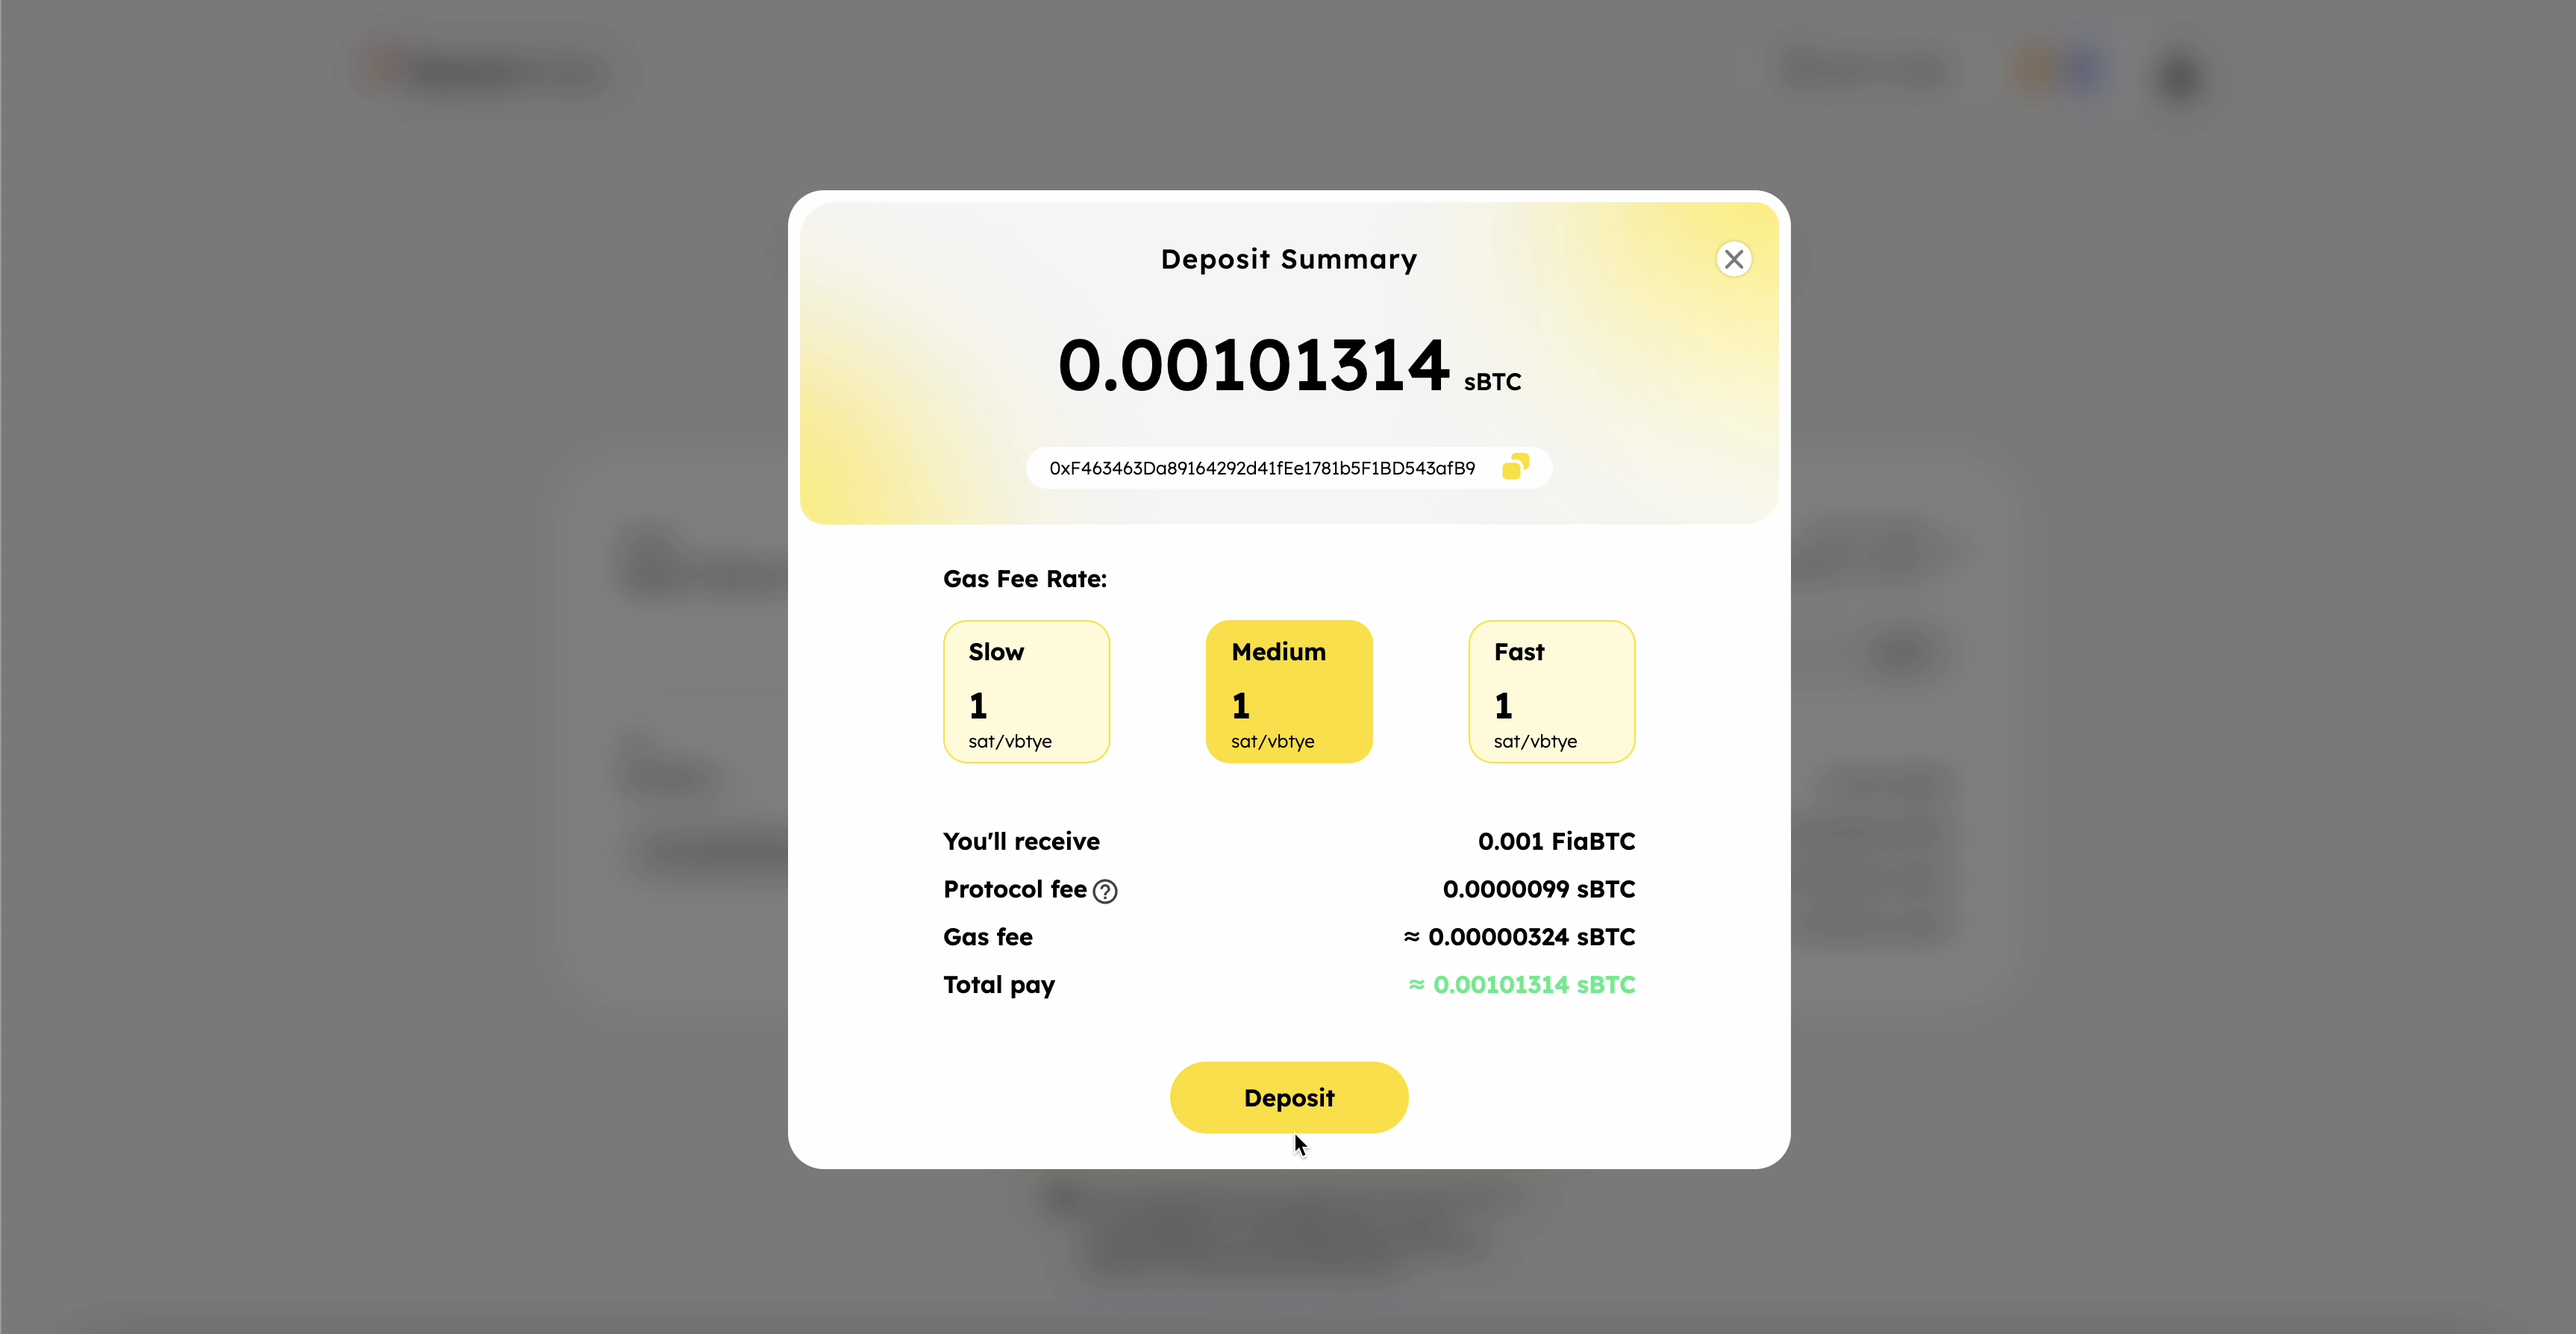 Deposit Summary
0.00101314 sBTC
0xF463463Da89164292d41fEe1781b5F1BD543afB9
Gas Fee Rate:
Slow Medium Fast
1 1 1
sat/vbtye sat/vbtye sat/vbtye
You'll receive 0.001 FiaBTC
Protocol fee ? 0.0000099 sBTC
Gas fee ≈ 0.00000324 sBTC
Total pay ≈ 0.00101314 sBTC
Deposit